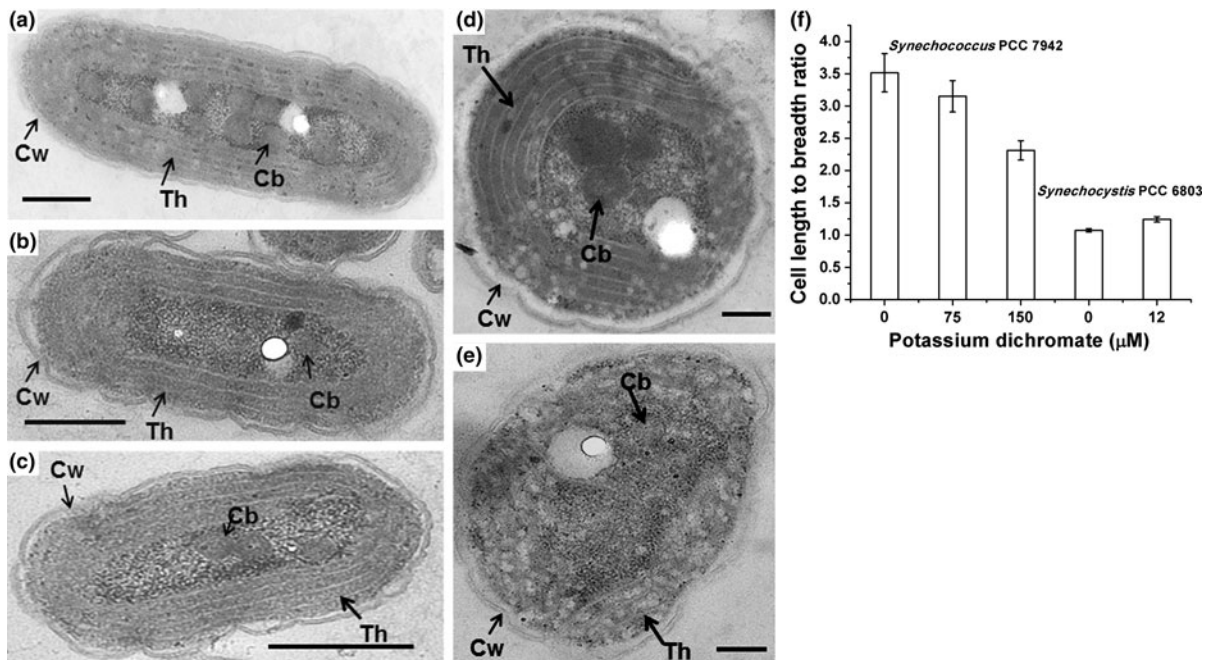 (a)
Cw
Th
Cb
(b)
Cw
Th
Cb
(c)
Cw
Cb
Th
(d)
Th
Cb
Cw
(e)
Cb
Cw
Th
(f)
Cell length to breadth ratio
4.0
3.5
3.0
2.5
2.0
1.5
1.0
0.5
0.0
Synechococcus PCC 7942
Synechocystis PCC 6803
0 75 150 0 12
Potassium dichromate (μM)